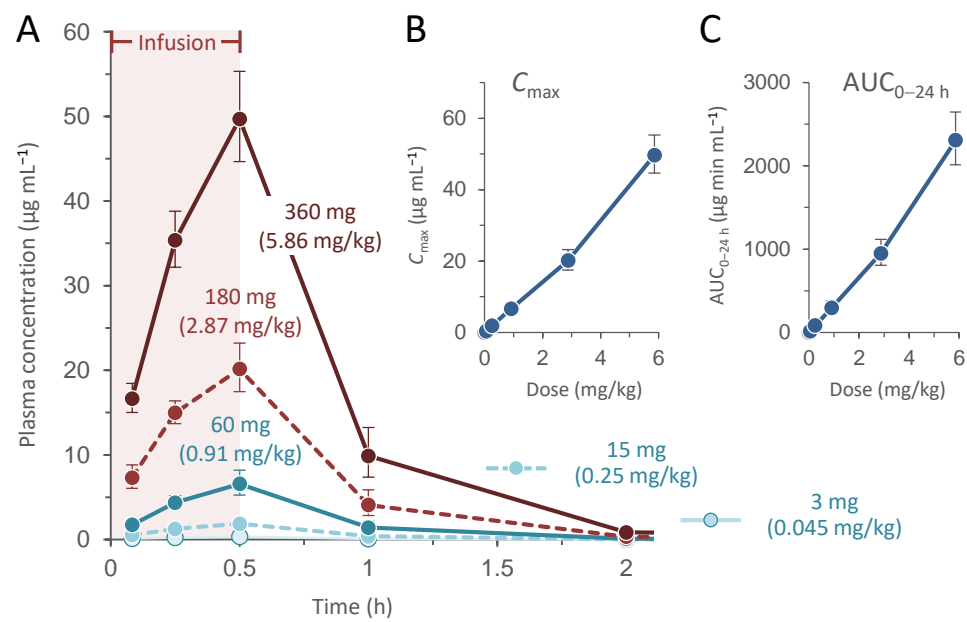 A
60
50
40
30
20
10
0
Plasma concentration (µg mL⁻¹)
Infusion
360 mg
(5.86 mg/kg)
180 mg
(2.87 mg/kg)
60 mg
(0.91 mg/kg)
15 mg
(0.25 mg/kg)
3 mg
(0.045 mg/kg)
0
0.5
1
1.5
2
Time (h)
B
Cmax
60
40
20
0
Cmax (µg mL⁻¹)
0
2
4
6
Dose (mg/kg)
C
AUC0–24 h
3000
2000
1000
0
AUC0–24 h (µg min mL⁻¹)
0
2
4
6
Dose (mg/kg)